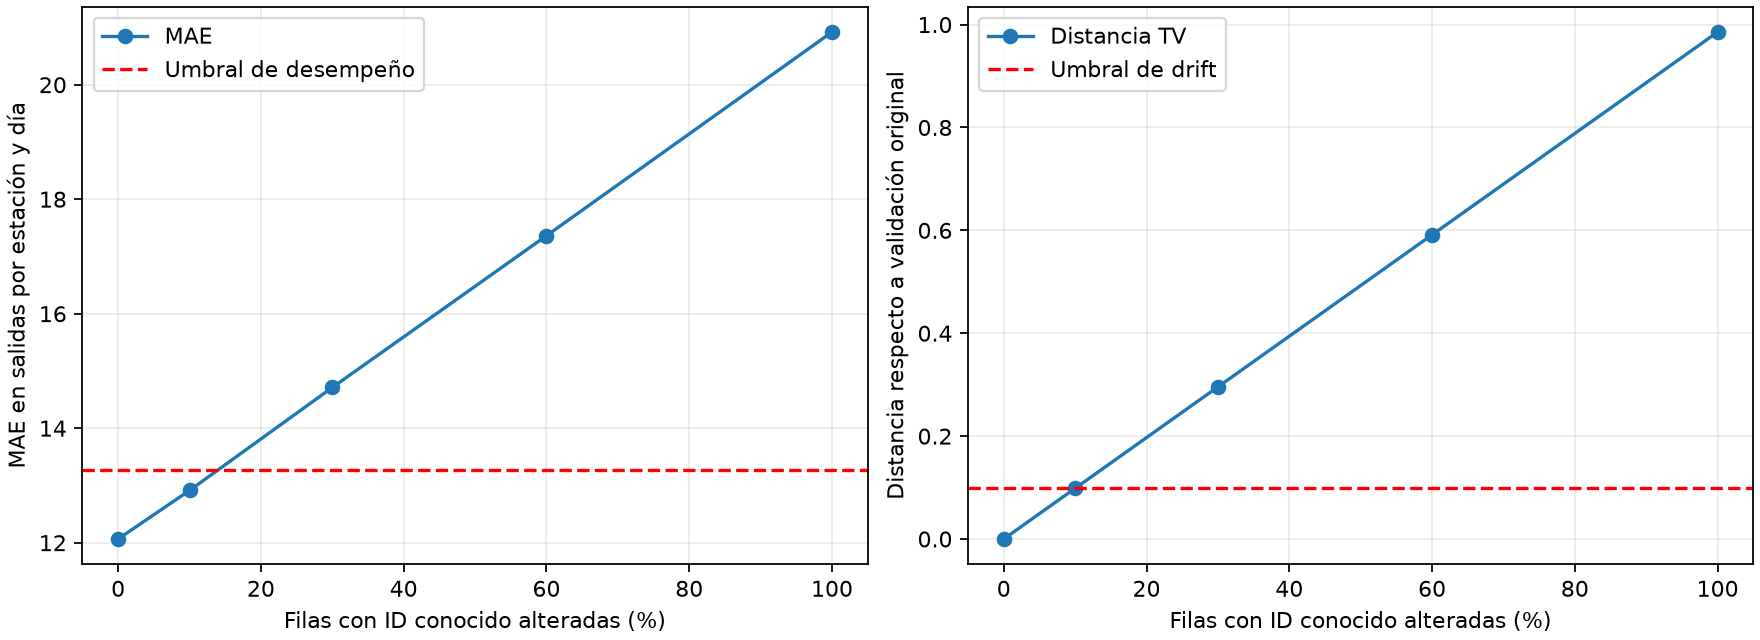 MAE
Umbral de desempeño
MAE en salidas por estación y día
20
18
16
14
12
0
20
40
60
80
100
Filas con ID conocido alteradas (%)
Distancia TV
Umbral de drift
Distancia respecto a validación original
1.0
0.8
0.6
0.4
0.2
0.0
0
20
40
60
80
100
Filas con ID conocido alteradas (%)